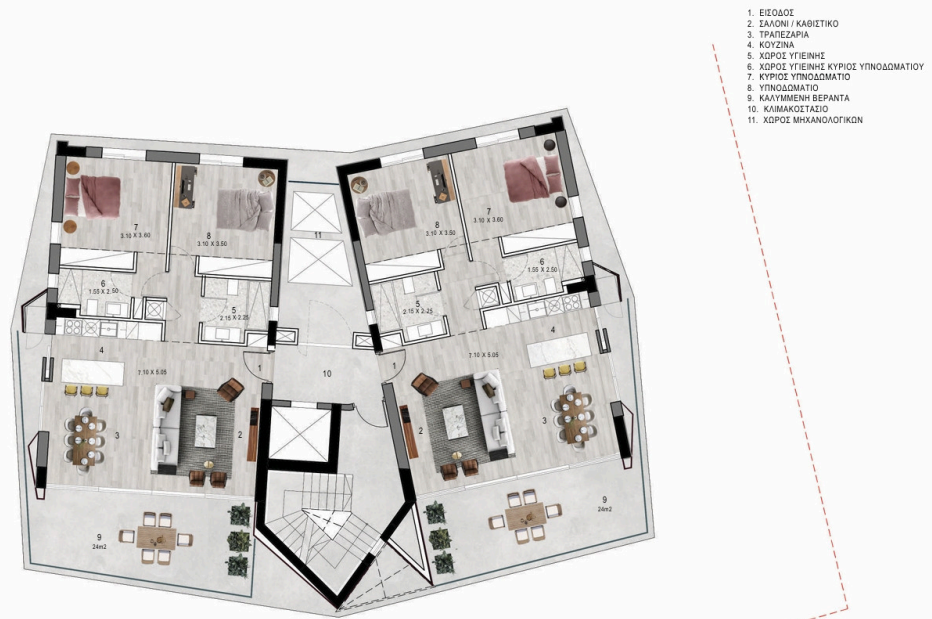 1. ΕΙΣΟΔΟΣ
2. ΣΑΛΟΝΙ / ΚΑΘΙΣΤΙΚΟ
3. ΤΡΑΠΕΖΑΡΙΑ
4. ΚΟΥΖΙΝΑ
5. ΧΩΡΟΣ ΥΓΙΕΙΝΗΣ
6. ΧΩΡΟΣ ΥΓΙΕΙΝΗΣ ΚΥΡΙΟΣ ΥΠΝΟΔΩΜΑΤΙΟΥ
7. ΚΥΡΙΟΣ ΥΠΝΟΔΩΜΑΤΙΟ
8. ΥΠΝΟΔΩΜΑΤΙΟ
9. ΚΑΛΥΜΜΕΝΗ ΒΕΡΑΝΤΑ
10. ΚΛΙΜΑΚΟΣΤΑΣΙΟ
11. ΧΩΡΟΣ ΜΗΧΑΝΟΛΟΓΙΚΩΝ
7
3.10 X 3.60
8
3.10 X 3.50
11
8
3.10 X 3.50
7
3.10 X 3.60
6
1.55 X 2.50
5
2.15 X 2.25
5
2.15 X 2.25
6
1.55 X 2.50
4
7.10 X 5.05
1
10
1
7.10 X 5.05
4
3
2
2
3
9
24m2
9
24m2